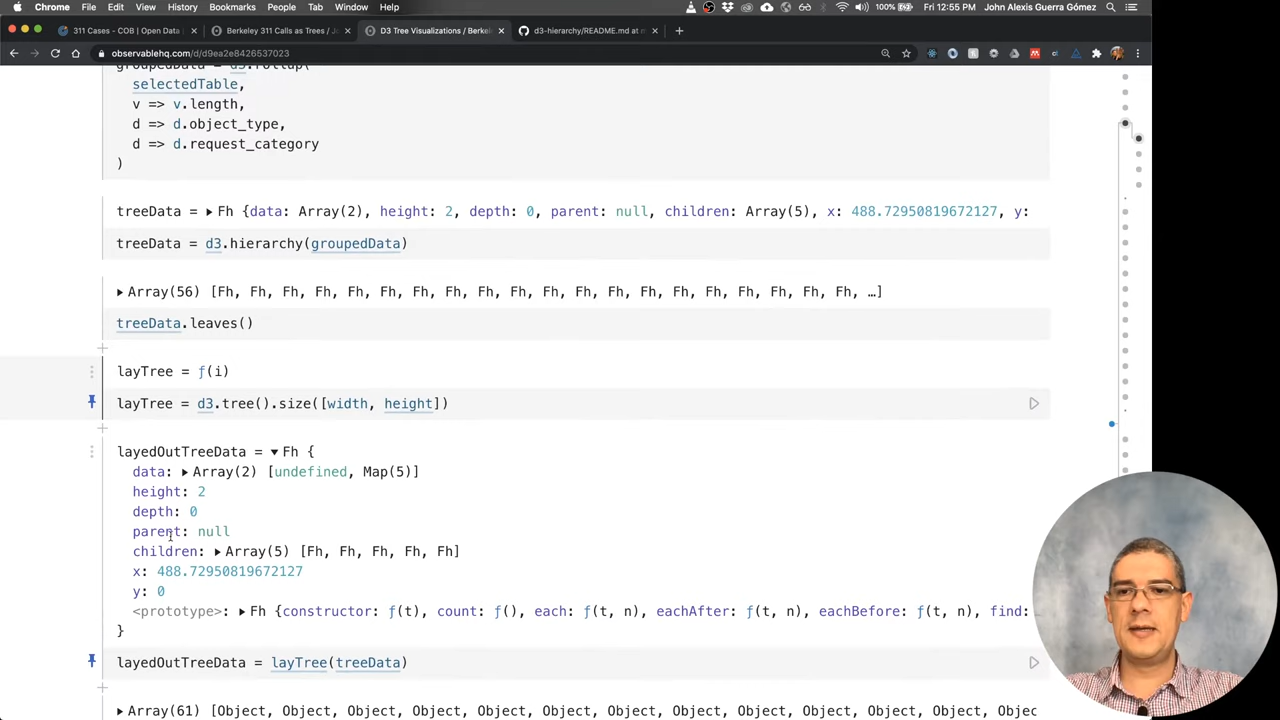 Chrome File Edit View History Bookmarks People Tab Window Help 100% Fri 12:55 PM John Alexis Guerra Gómez
311 Cases - COB | Open Data Berkeley 311 Calls as Trees / J D3 Tree Visualizations / Berkel d3-hierarchy/README.md at m
observablehq.com/d/d9ea2e8426537023
groupedData = d3.rollup(
selectedTable,
v => v.length,
d => d.object_type,
d => d.request_category
)
treeData = ▸ Fh {data: Array(2), height: 2, depth: 0, parent: null, children: Array(5), x: 488.72950819672127, y:
treeData = d3.hierarchy(groupedData)
▸ Array(56) [Fh, Fh, Fh, Fh, Fh, Fh, Fh, Fh, Fh, Fh, Fh, Fh, Fh, Fh, Fh, Fh, Fh, Fh, Fh, Fh, …]
treeData.leaves()
layTree = ƒ(i)
layTree = d3.tree().size([width, height])
layedOutTreeData = ▾ Fh {
data: ▸ Array(2) [undefined, Map(5)]
height: 2
depth: 0
parent: null
children: ▸ Array(5) [Fh, Fh, Fh, Fh, Fh]
x: 488.72950819672127
y: 0
<prototype>: ▸ Fh {constructor: ƒ(t), count: ƒ(), each: ƒ(t, n), eachAfter: ƒ(t, n), eachBefore: ƒ(t, n), find:
}
layedOutTreeData = layTree(treeData)
▸ Array(61) [Object, Object, Object, Object, Object, Object, Object, Object, Object, Object, Object, Objec